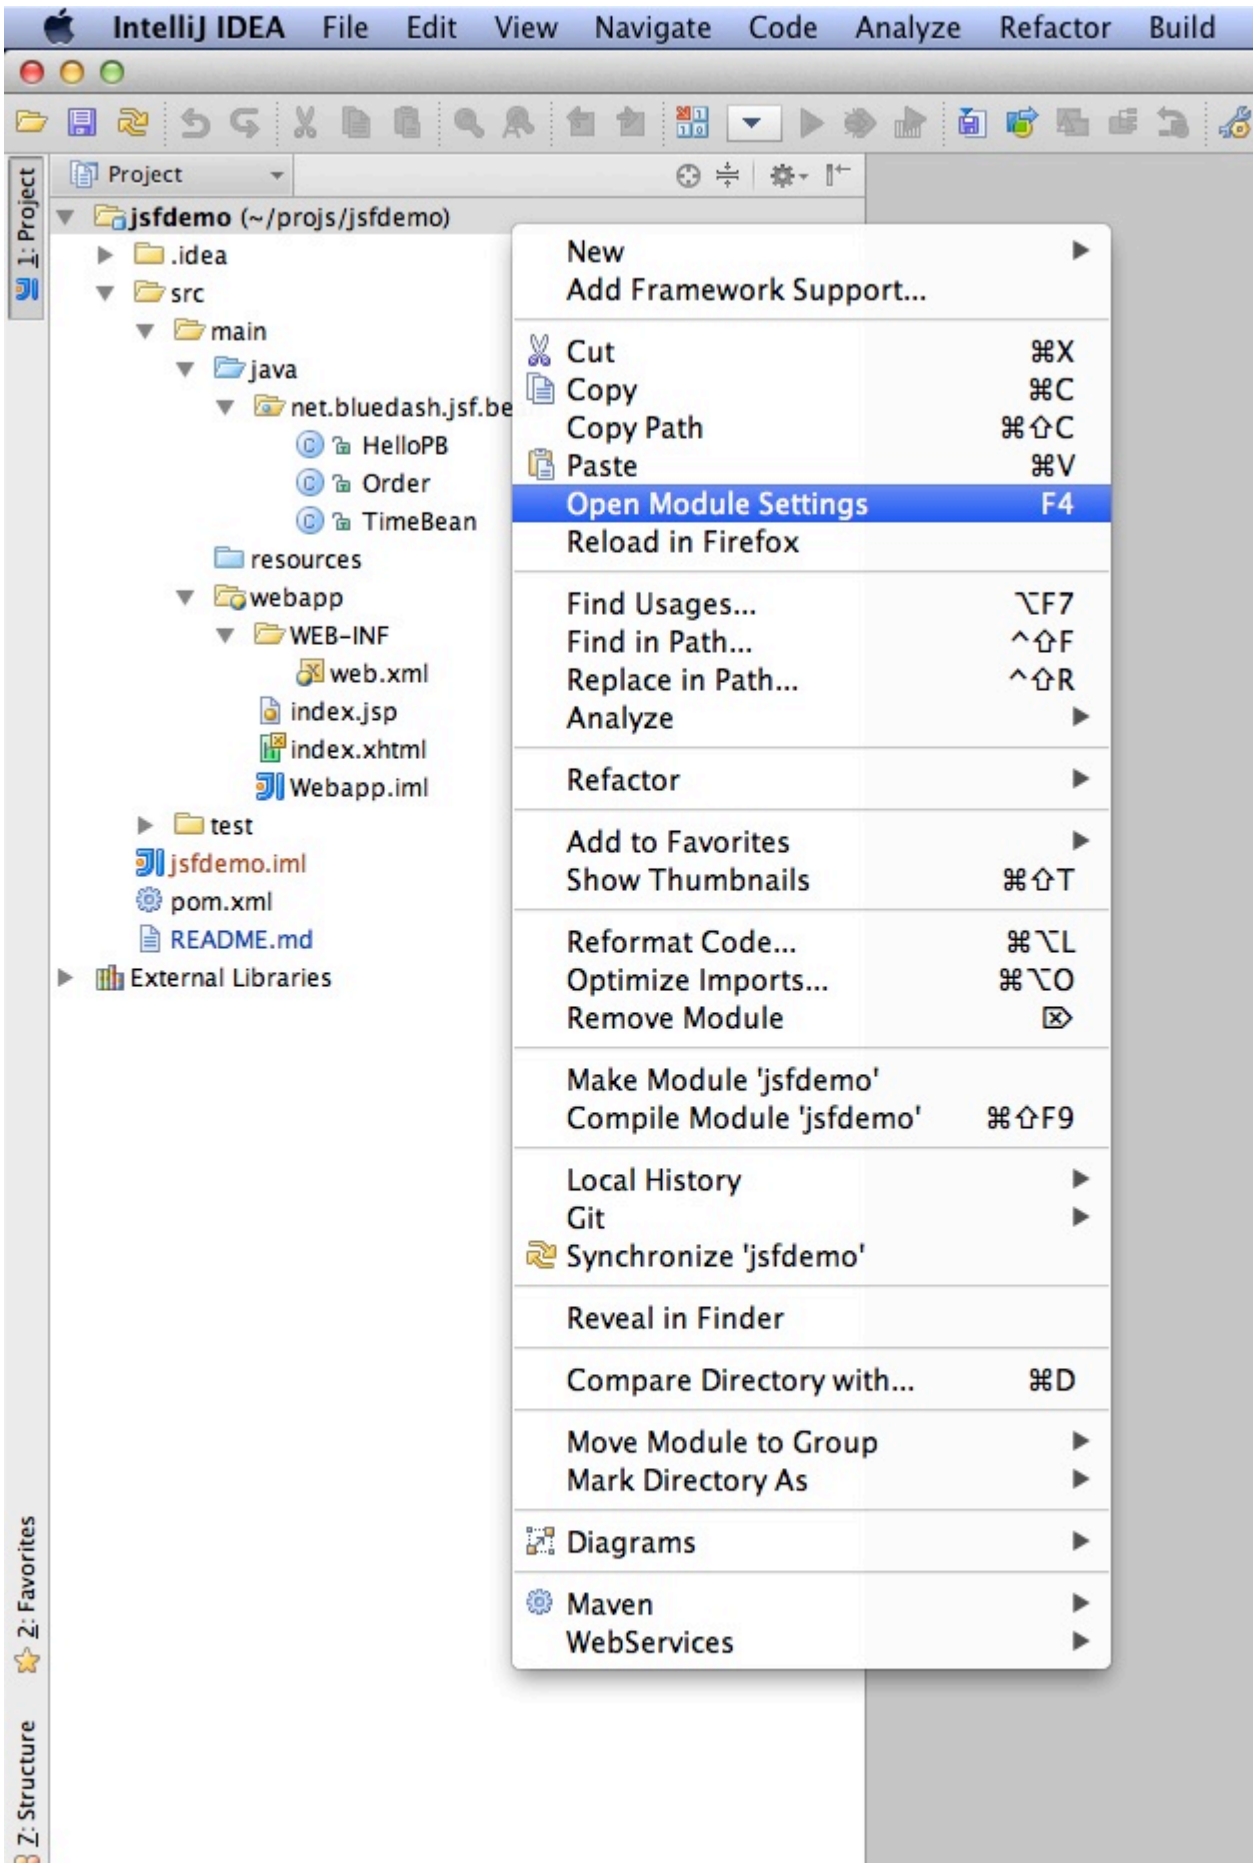 IntelliJ IDEA File Edit View Navigate Code Analyze Refactor Build
Project
1: Project
jsfdemo (~/projs/jsfdemo)
.idea
src
main
java
net.bluedash.jsf.be
HelloPB
Order
TimeBean
resources
webapp
WEB-INF
web.xml
index.jsp
index.xhtml
Webapp.iml
test
jsfdemo.iml
pom.xml
README.md
External Libraries
New
Add Framework Support...
Cut ⌘X
Copy ⌘C
Copy Path ⌘⇧C
Paste ⌘V
Open Module Settings F4
Reload in Firefox
Find Usages... ⌥F7
Find in Path... ^⇧F
Replace in Path... ^⇧R
Analyze
Refactor
Add to Favorites
Show Thumbnails ⌘⇧T
Reformat Code... ⌘⌥L
Optimize Imports... ⌘⌥O
Remove Module ⌦
Make Module 'jsfdemo'
Compile Module 'jsfdemo' ⌘⇧F9
Local History
Git
Synchronize 'jsfdemo'
Reveal in Finder
Compare Directory with... ⌘D
Move Module to Group
Mark Directory As
Diagrams
Maven
WebServices
2: Favorites
7: Structure